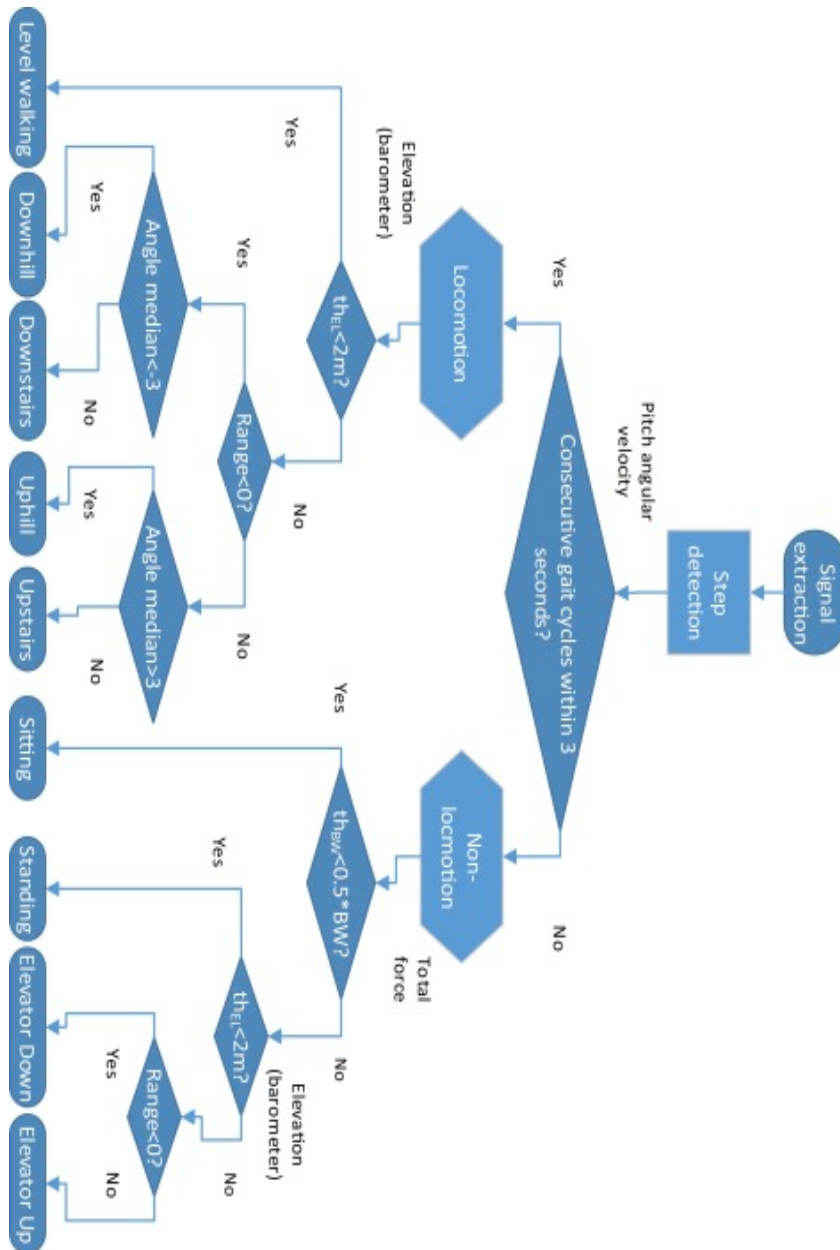 Signal
extraction
Step
detection
Pitch angular
velocity
Consecutive gait cycles within 3
seconds?
Yes
No
Locomotion
Non-
locmotion
Elevation
(barometer)
Total
force
th_EL<2m?
th_BW<0.5*BW?
Yes
No
Yes
No
Range<0?
th_EL<2m?
Elevation
(barometer)
Yes
No
Yes
No
Angle median<-3
Angle median>3
Range<0?
Yes
No
Yes
No
Yes
No
Level walking
Downhill
Downstairs
Uphill
Upstairs
Sitting
Standing
Elevator Down
Elevator Up